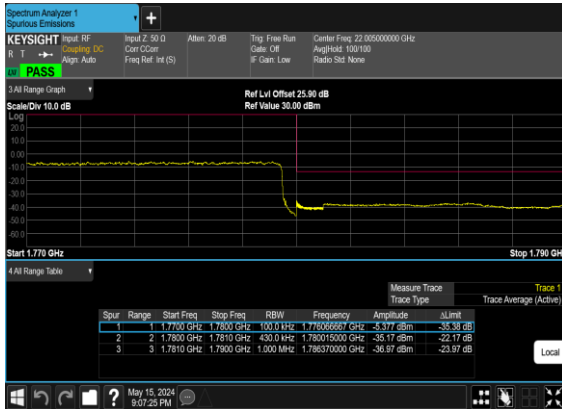 Spectrum Analyzer 1
Spurious Emissions
+
KEYSIGHT Input: RF Input Z: 50 Ω Atten: 20 dB Trig: Free Run Center Freq: 22.005000000 GHz
R T Coupling: DC Corr CCorr Gate: Off Avg|Hold: 100/100
Align: Auto Freq Ref: Int (S) IF Gain: Low Radio Std: None
PASS
3 All Range Graph
Ref Lvl Offset 25.90 dB
Scale/Div 10.0 dB Ref Value 30.00 dBm
Log
20.0
10.0
0.00
-10.0
-20.0
-30.0
-40.0
-50.0
-60.0
Start 1.770 GHz Stop 1.790 GH
4 All Range Table
Measure Trace Trace 1
Trace Type Trace Average (Active)
Spur Range Start Freq Stop Freq RBW Frequency Amplitude ΔLimit
1 1 1.7700 GHz 1.7800 GHz 100.0 kHz 1.776066667 GHz -5.377 dBm -35.38 dB
2 2 1.7800 GHz 1.7810 GHz 430.0 kHz 1.780015000 GHz -35.17 dBm -22.17 dB
3 3 1.7810 GHz 1.7900 GHz 1.000 MHz 1.786370000 GHz -36.97 dBm -23.97 dB
Local
? May 15, 2024
9:07:25 PM